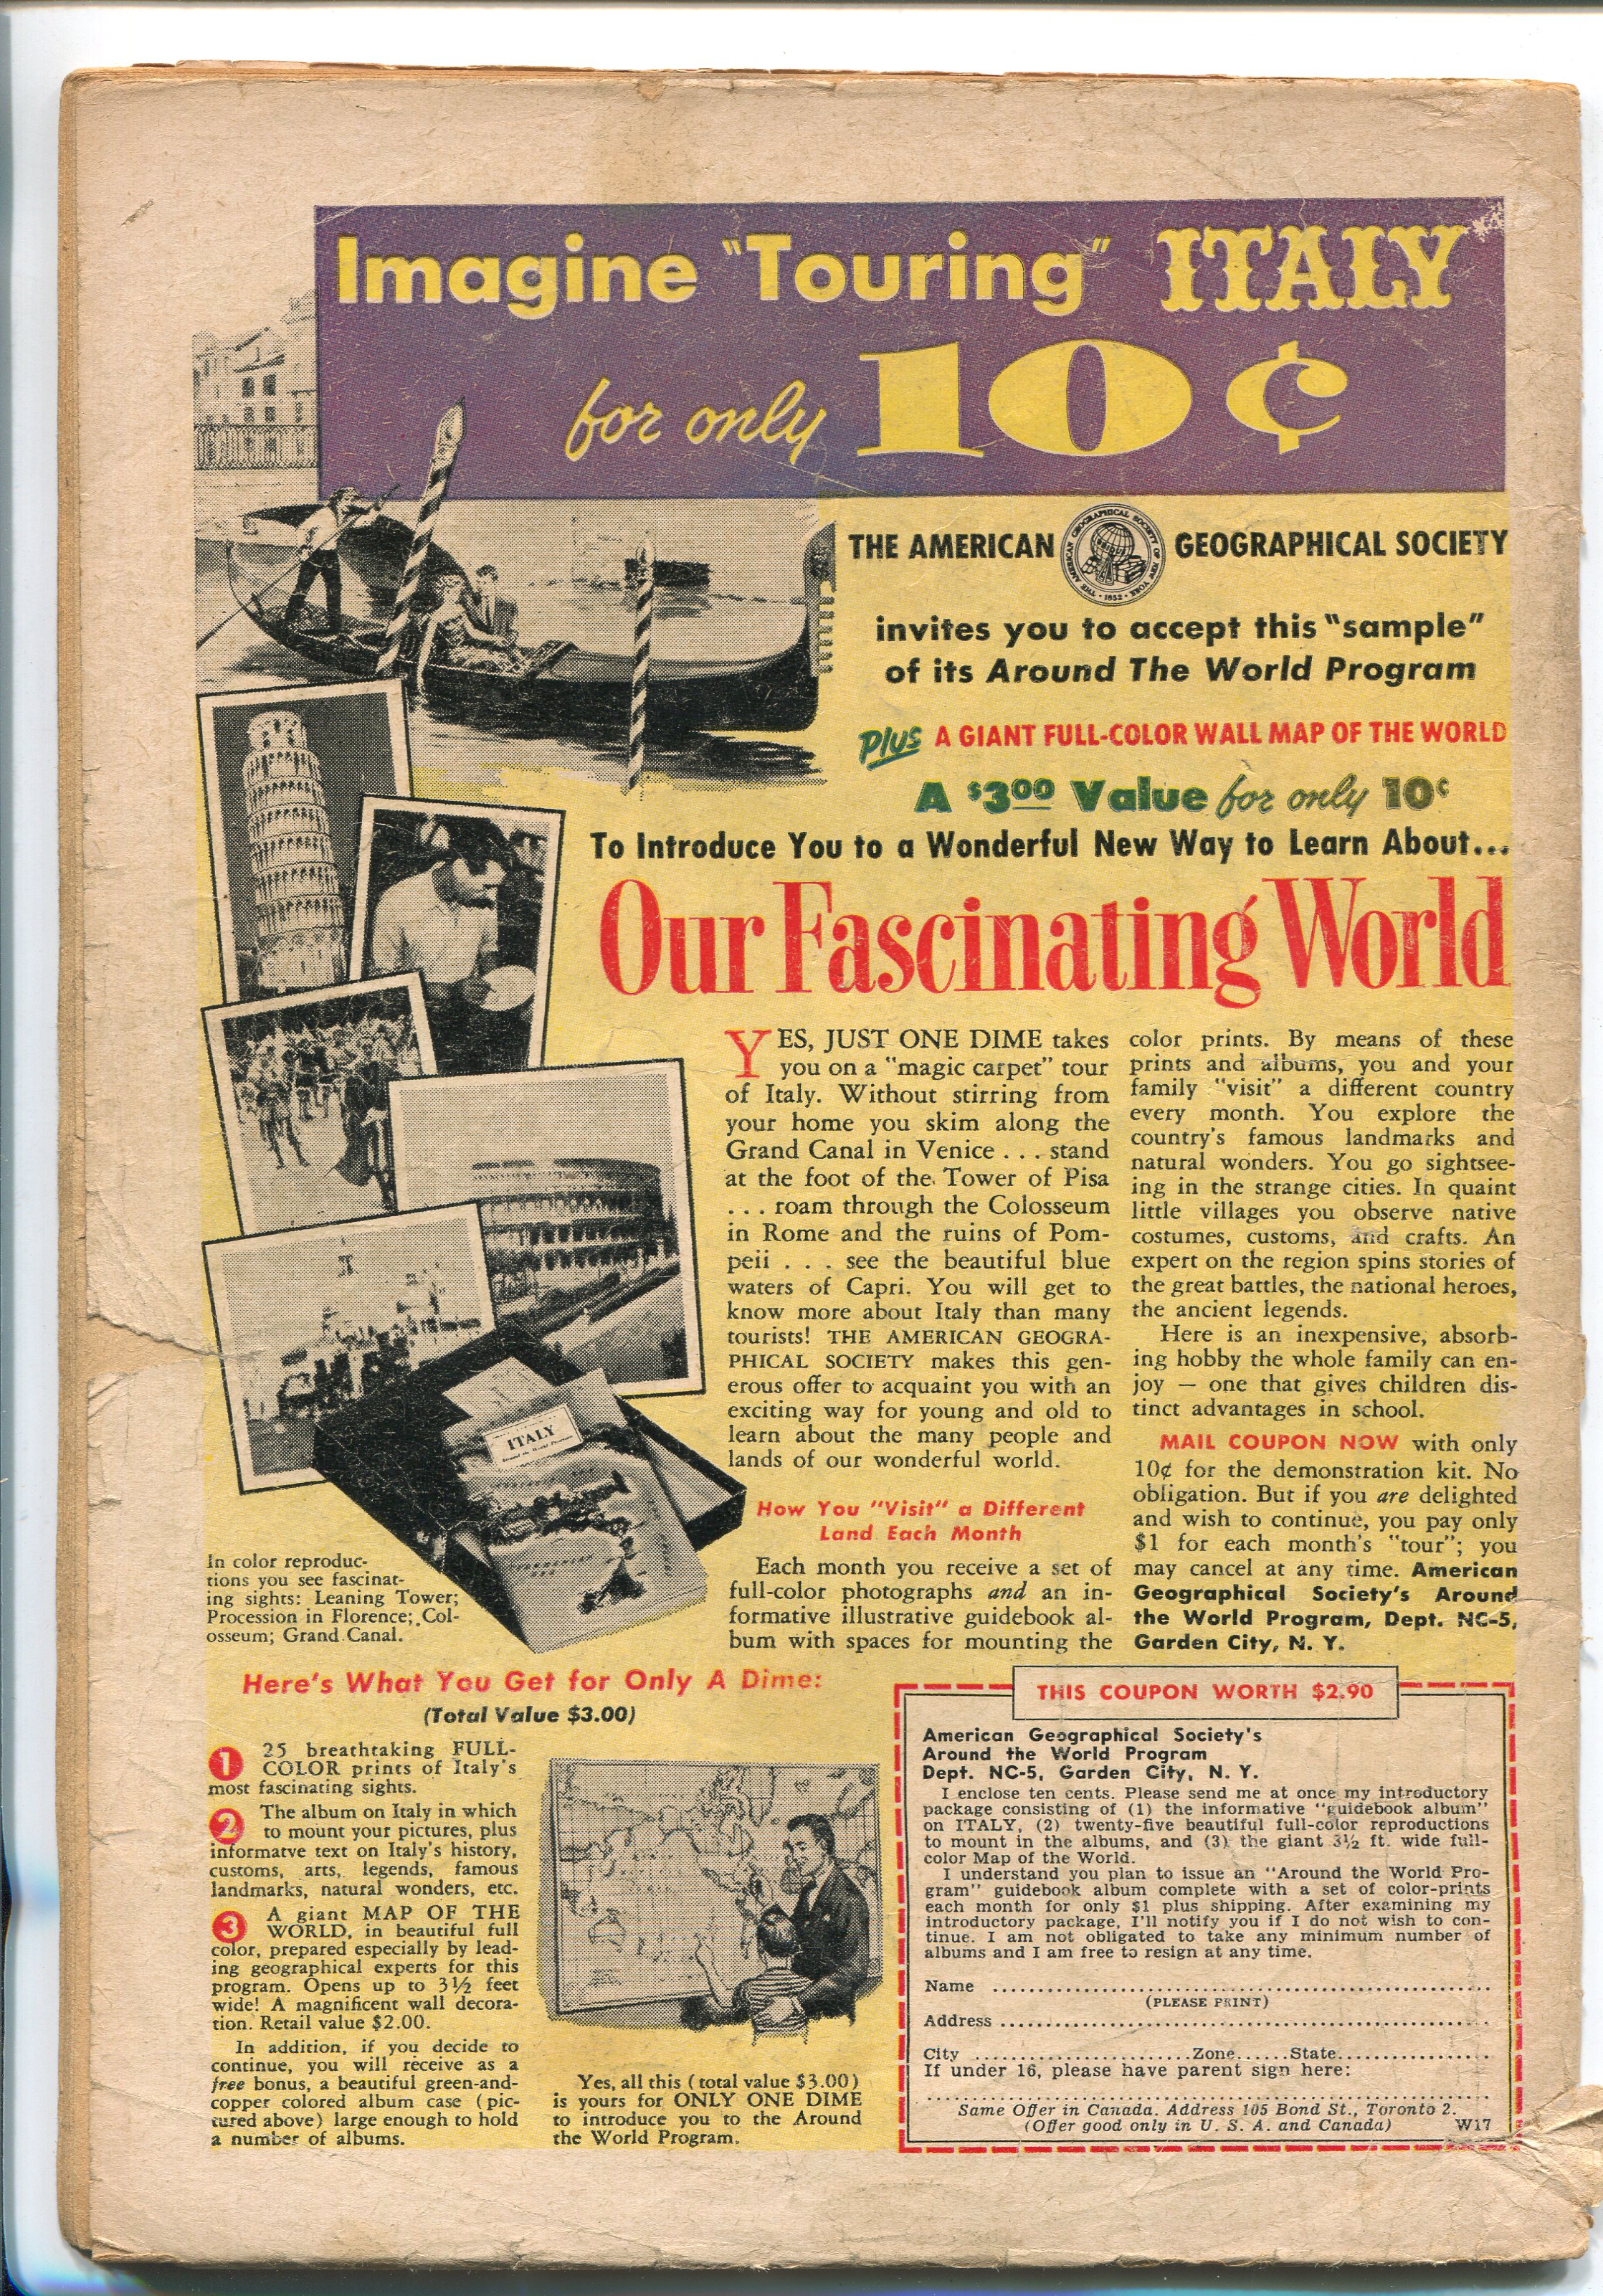 Imagine "Touring" ITALY
for only 10¢
THE AMERICAN GEOGRAPHICAL SOCIETY
THE AMERICAN GEOGRAPHICAL SOCIETY OF NEW YORK · 1852 ·
invites you to accept this "sample"
of its Around The World Program
Plus A GIANT FULL-COLOR WALL MAP OF THE WORLD
A $3.00 Value for only 10¢
To Introduce You to a Wonderful New Way to Learn About...
Our Fascinating World
YES, JUST ONE DIME takes
you on a "magic carpet" tour
of Italy. Without stirring from
your home you skim along the
Grand Canal in Venice . . . stand
at the foot of the Tower of Pisa
. . . roam through the Colosseum
in Rome and the ruins of Pom-
peii . . . see the beautiful blue
waters of Capri. You will get to
know more about Italy than many
tourists! THE AMERICAN GEOGRA-
PHICAL SOCIETY makes this gen-
erous offer to acquaint you with an
exciting way for young and old to
learn about the many people and
lands of our wonderful world.
How You "Visit" a Different
Land Each Month
Each month you receive a set of
full-color photographs and an in-
formative illustrative guidebook al-
bum with spaces for mounting the
color prints. By means of these
prints and albums, you and your
family "visit" a different country
every month. You explore the
country's famous landmarks and
natural wonders. You go sightsee-
ing in the strange cities. In quaint
little villages you observe native
costumes, customs, and crafts. An
expert on the region spins stories of
the great battles, the national heroes,
the ancient legends.
Here is an inexpensive, absorb-
ing hobby the whole family can en-
joy — one that gives children dis-
tinct advantages in school.
MAIL COUPON NOW with only
10¢ for the demonstration kit. No
obligation. But if you are delighted
and wish to continue, you pay only
$1 for each month's "tour"; you
may cancel at any time. American
Geographical Society's Around
the World Program, Dept. NC-5,
Garden City, N. Y.
ITALY
In color reproduc-
tions you see fascinat-
ing sights: Leaning Tower;
Procession in Florence; Col-
osseum; Grand Canal.
Here's What You Get for Only A Dime:
(Total Value $3.00)
1 25 breathtaking FULL-
COLOR prints of Italy's
most fascinating sights.
2 The album on Italy in which
to mount your pictures, plus
informatve text on Italy's history,
customs, arts, legends, famous
landmarks, natural wonders, etc.
3 A giant MAP OF THE
WORLD, in beautiful full
color, prepared especially by lead-
ing geographical experts for this
program. Opens up to 3½ feet
wide! A magnificent wall decora-
tion. Retail value $2.00.
In addition, if you decide to
continue, you will receive as a
free bonus, a beautiful green-and-
copper colored album case (pic-
tured above) large enough to hold
a number of albums.
Yes, all this (total value $3.00)
is yours for ONLY ONE DIME
to introduce you to the Around
the World Program.
THIS COUPON WORTH $2.90
American Geographical Society's
Around the World Program
Dept. NC-5, Garden City, N. Y.
I enclose ten cents. Please send me at once my introductory
package consisting of (1) the informative "guidebook album"
on ITALY, (2) twenty-five beautiful full-color reproductions
to mount in the albums, and (3) the giant 3½ ft. wide full-
color Map of the World.
I understand you plan to issue an "Around the World Pro-
gram" guidebook album complete with a set of color-prints
each month for only $1 plus shipping. After examining my
introductory package, I'll notify you if I do not wish to con-
tinue. I am not obligated to take any minimum number of
albums and I am free to resign at any time.
Name
(PLEASE PRINT)
Address
City Zone State
If under 16, please have parent sign here:
Same Offer in Canada. Address 105 Bond St., Toronto 2.
(Offer good only in U. S. A. and Canada) W17